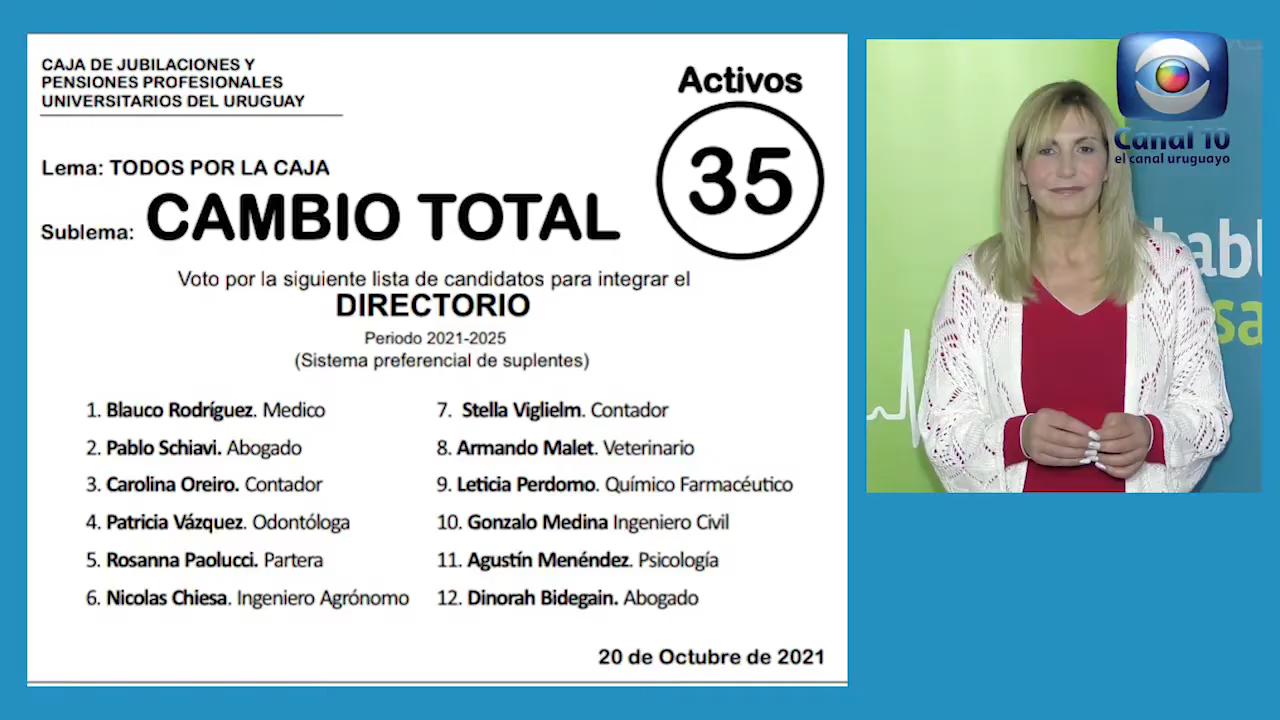 CAJA DE JUBILACIONES Y
PENSIONES PROFESIONALES
UNIVERSITARIOS DEL URUGUAY
Activos
35
Lema: TODOS POR LA CAJA
Sublema: CAMBIO TOTAL
Voto por la siguiente lista de candidatos para integrar el
DIRECTORIO
Periodo 2021-2025
(Sistema preferencial de suplentes)
1. Blauco Rodríguez. Medico
2. Pablo Schiavi. Abogado
3. Carolina Oreiro. Contador
4. Patricia Vázquez. Odontóloga
5. Rosanna Paolucci. Partera
6. Nicolas Chiesa. Ingeniero Agrónomo
7. Stella Viglielm. Contador
8. Armando Malet. Veterinario
9. Leticia Perdomo. Químico Farmacéutico
10. Gonzalo Medina Ingeniero Civil
11. Agustín Menéndez. Psicología
12. Dinorah Bidegain. Abogado
20 de Octubre de 2021
Canal 10
el canal uruguayo